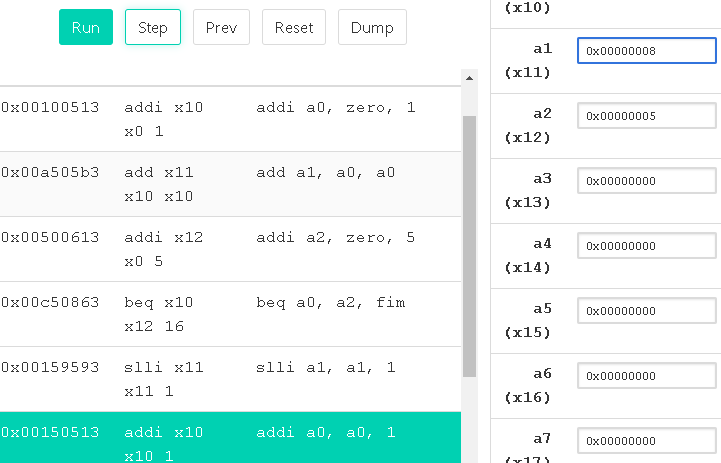 Run Step Prev Reset Dump
0x00100513 addi x10 x0 1 addi a0, zero, 1
0x00a505b3 add x11 x10 x10 add a1, a0, a0
0x00500613 addi x12 x0 5 addi a2, zero, 5
0x00c50863 beq x10 x12 16 beq a0, a2, fim
0x00159593 slli x11 x11 1 slli a1, a1, 1
0x00150513 addi x10 x10 1 addi a0, a0, 1
(x10)
a1 (x11) 0x00000008
a2 (x12) 0x00000005
a3 (x13) 0x00000000
a4 (x14) 0x00000000
a5 (x15) 0x00000000
a6 (x16) 0x00000000
a7 (x17) 0x00000000